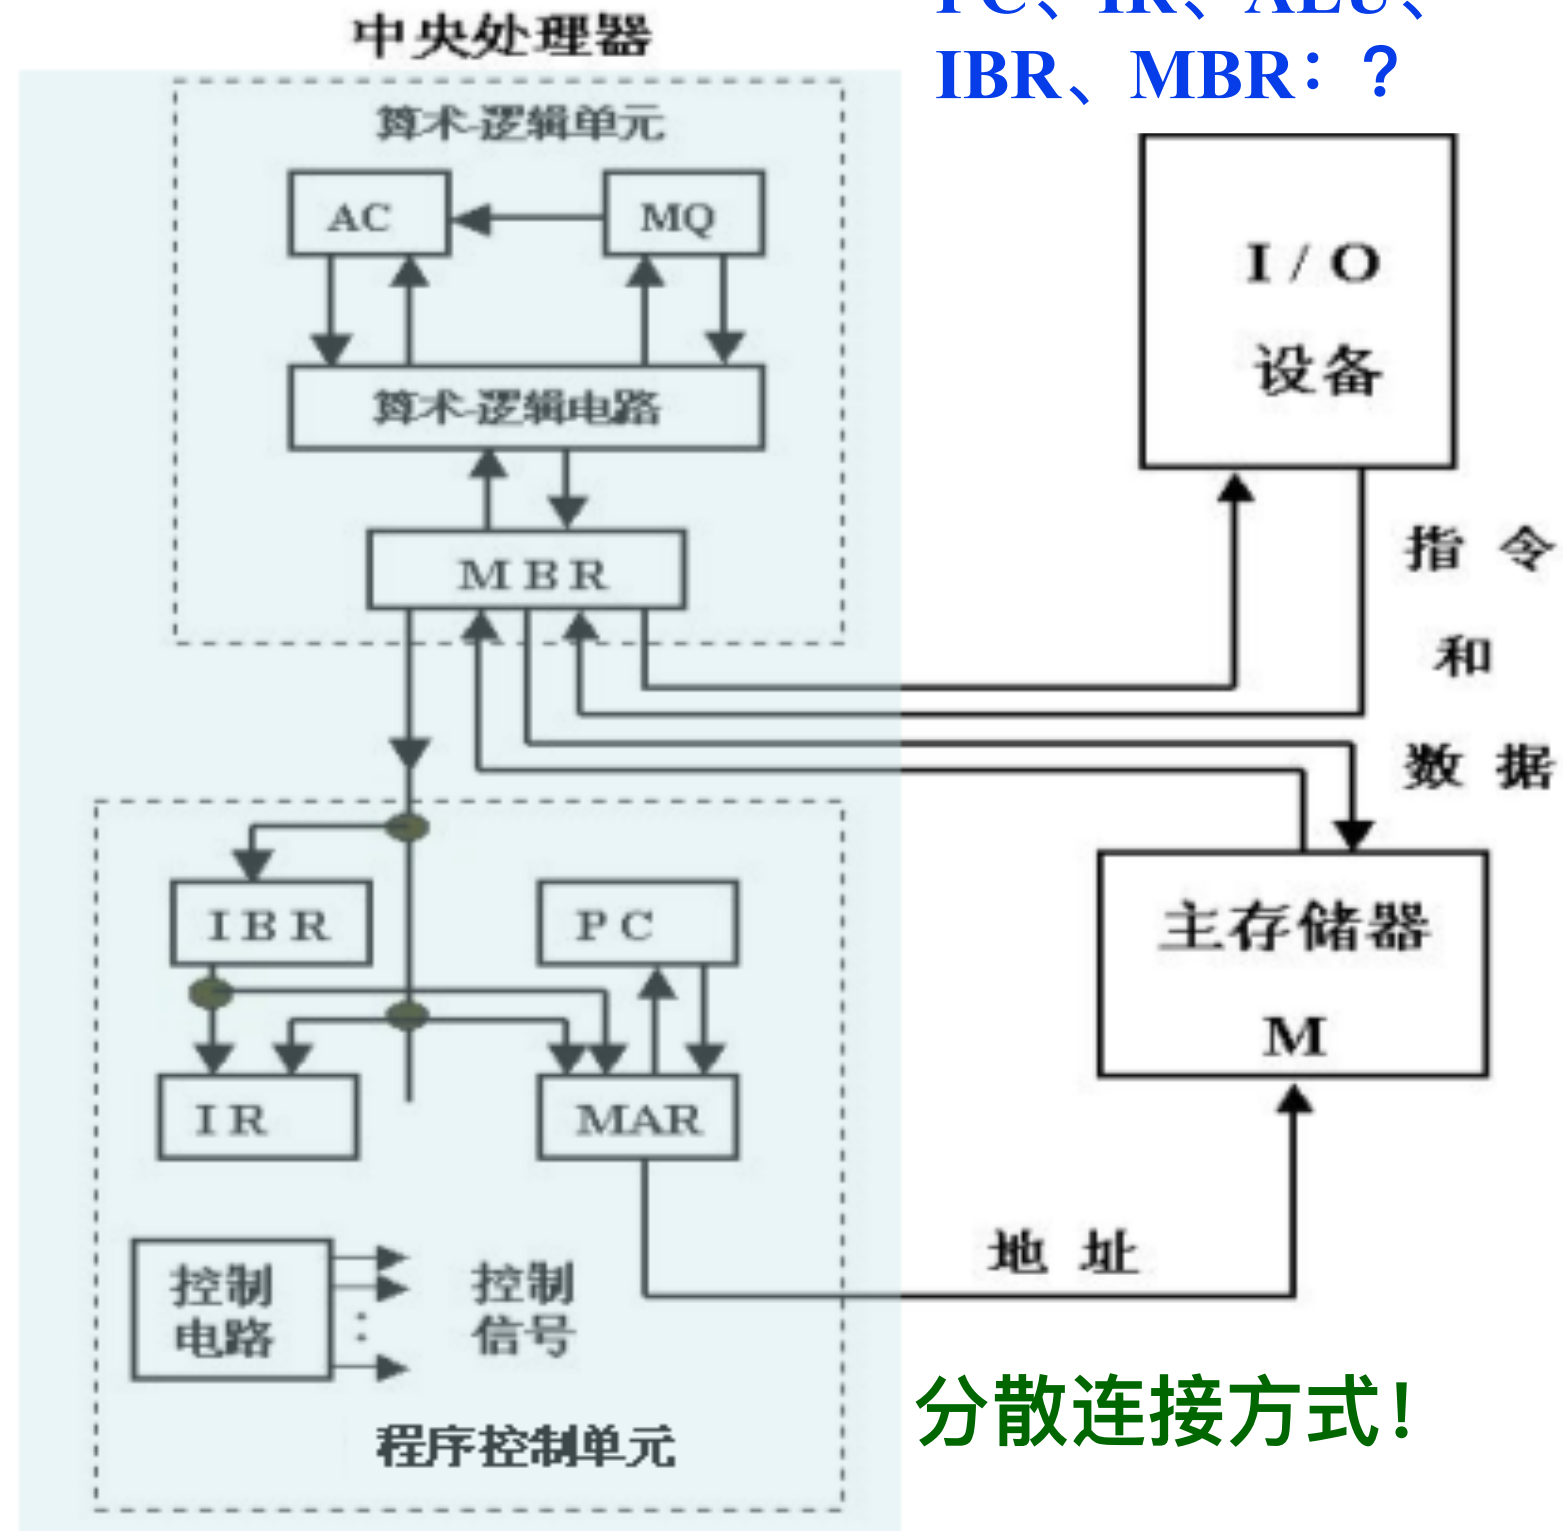 中央处理器
PC、IR、ALU、
IBR、MBR：？
算术-逻辑单元
AC
MQ
I / O
设备
算术-逻辑电路
M B R
指 令
和
数 据
I B R
P C
主存储器
M
I R
MAR
地 址
控制
电路
控制
信号
分散连接方式！
程序控制单元